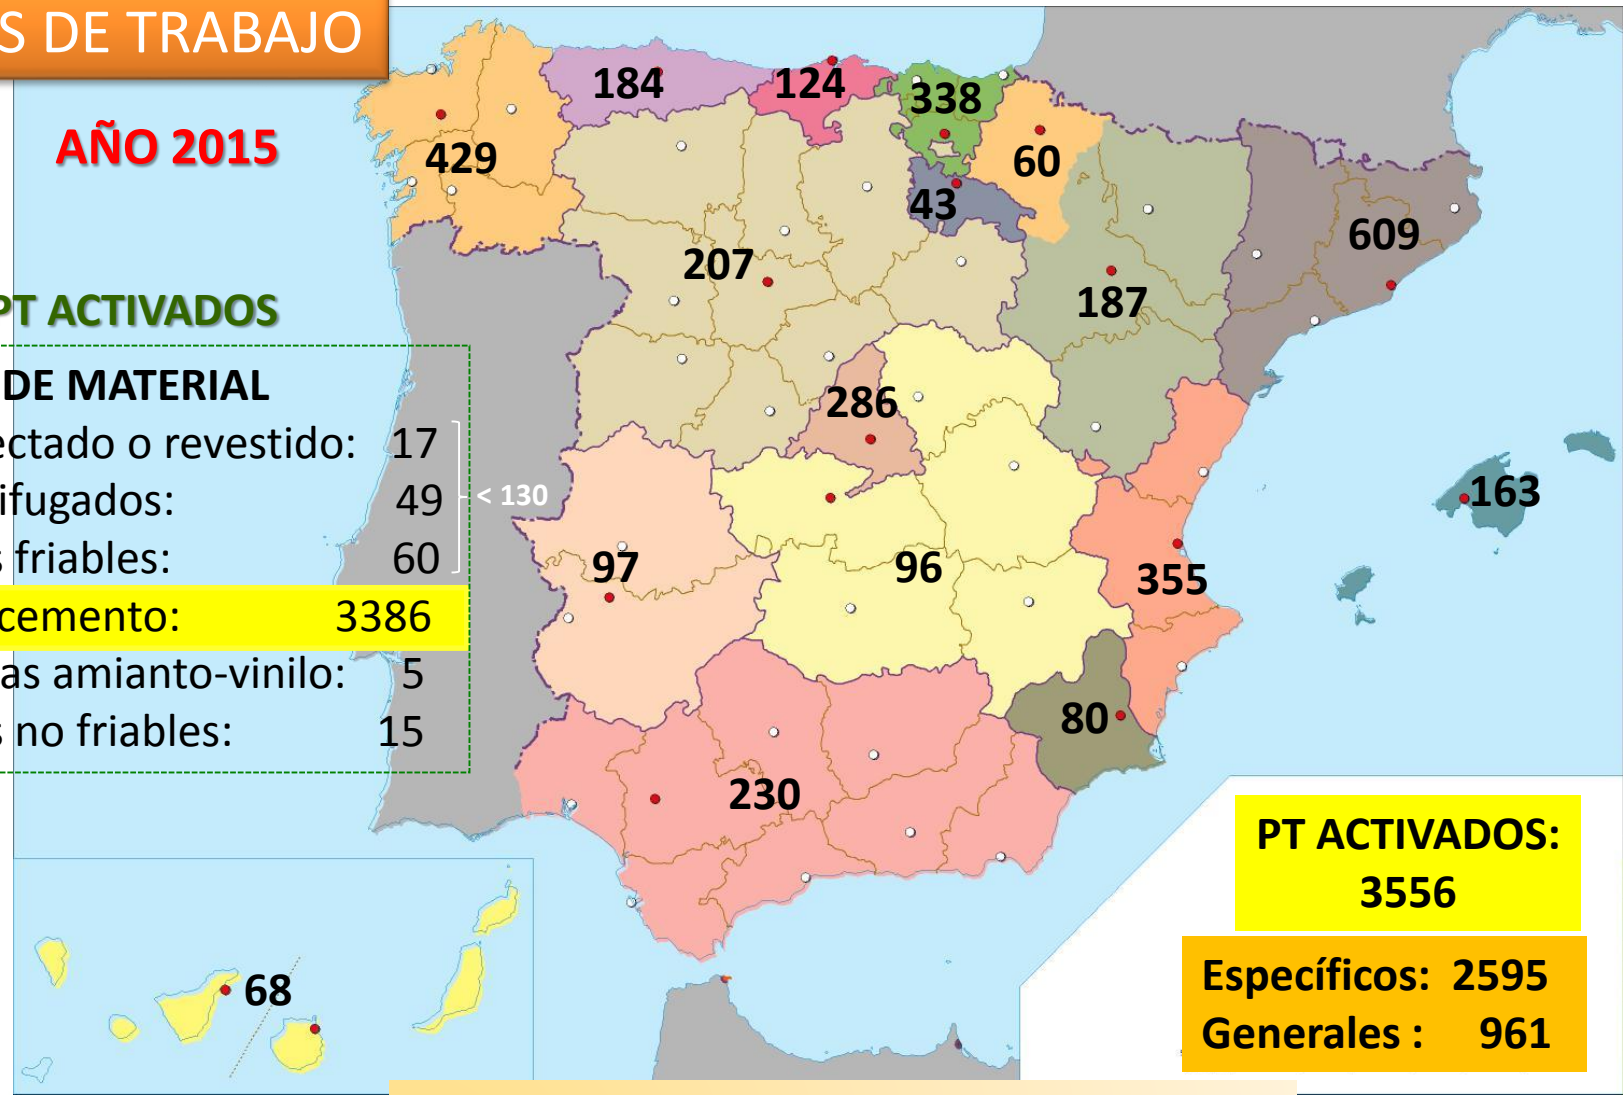 S DE TRABAJO
AÑO 2015
PT ACTIVADOS
DE MATERIAL
ectado o revestido: 17
ifugados: 49
< 130
s friables: 60
cemento: 3386
as amianto-vinilo: 5
s no friables: 15
184
124
338
429
60
43
609
207
187
286
163
97
96
355
80
230
68
PT ACTIVADOS:
3556
Específicos: 2595
Generales : 961